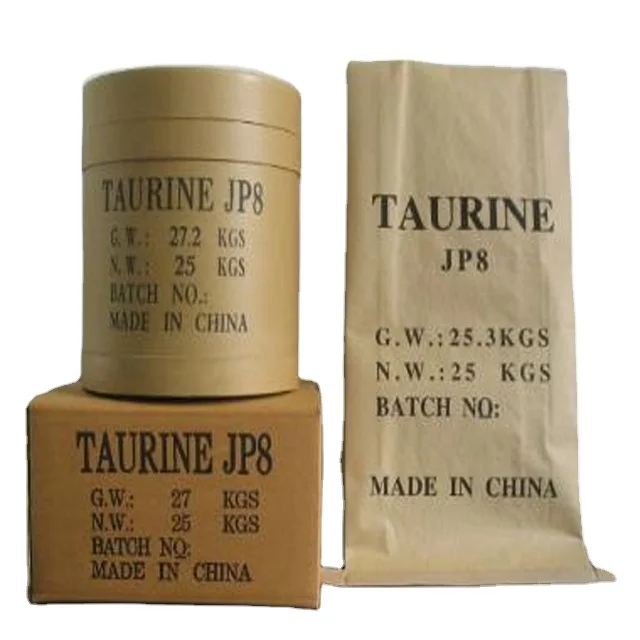 TAURINE JP8
G.W.: 27.2 KGS
N.W.: 25 KGS
BATCH NO.:
MADE IN CHINA
TAURINE JP8
G.W.: 27 KGS
N.W.: 25 KGS
BATCH NO:
MADE IN CHINA
TAURINE
JP8
G.W.:25.3KGS
N.W.:25 KGS
BATCH NO:
MADE IN CHINA